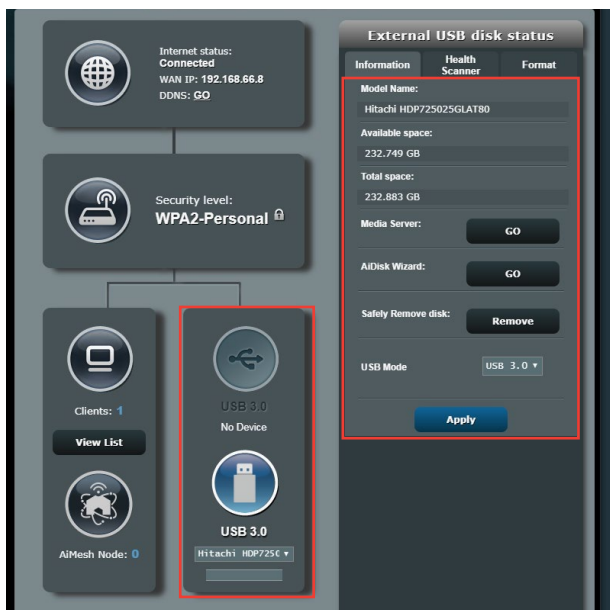 Internet status:
Connected
WAN IP: 192.168.66.8
DDNS: GO
Security level:
WPA2-Personal
Clients: 1
View List
AiMesh Node: 0
USB 3.0
No Device
USB 3.0
Hitachi HDP725
External USB disk status
Information
Health
Scanner
Format
Model Name:
Hitachi HDP725025GLAT80
Available space:
232.749 GB
Total space:
232.883 GB
Media Server:
GO
AiDisk Wizard:
GO
Safely Remove disk:
Remove
USB Mode
USB 3.0
Apply